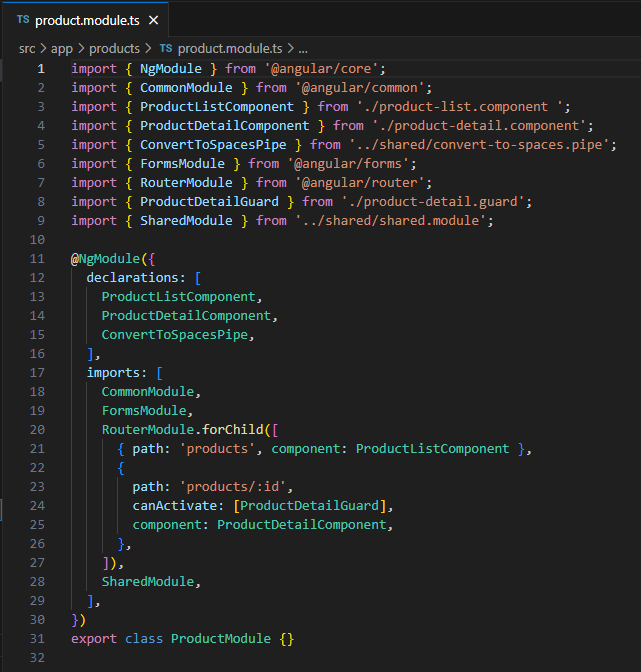 TS product.module.ts ×
src > app > products > TS product.module.ts > ...
1 import { NgModule } from '@angular/core';
2 import { CommonModule } from '@angular/common';
3 import { ProductListComponent } from './product-list.component ';
4 import { ProductDetailComponent } from './product-detail.component';
5 import { ConvertToSpacesPipe } from '../shared/convert-to-spaces.pipe';
6 import { FormsModule } from '@angular/forms';
7 import { RouterModule } from '@angular/router';
8 import { ProductDetailGuard } from './product-detail.guard';
9 import { SharedModule } from '../shared/shared.module';
10
11 @NgModule({
12   declarations: [
13     ProductListComponent,
14     ProductDetailComponent,
15     ConvertToSpacesPipe,
16   ],
17   imports: [
18     CommonModule,
19     FormsModule,
20     RouterModule.forChild([
21       { path: 'products', component: ProductListComponent },
22       {
23         path: 'products/:id',
24         canActivate: [ProductDetailGuard],
25         component: ProductDetailComponent,
26       },
27     ]),
28     SharedModule,
29   ],
30 })
31 export class ProductModule {}
32